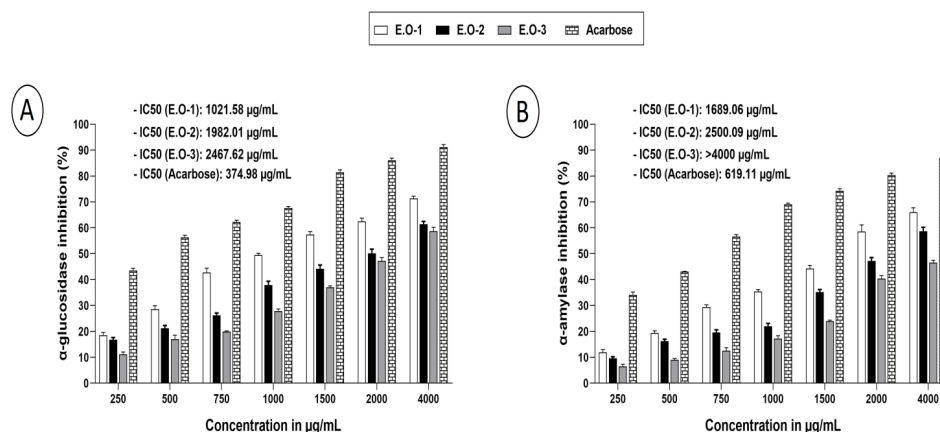 E.O-1 E.O-2 E.O-3 Acarbose
A
- IC50 (E.O-1): 1021.58 µg/mL
- IC50 (E.O-2): 1982.01 µg/mL
- IC50 (E.O-3): 2467.62 µg/mL
- IC50 (Acarbose): 374.98 µg/mL
α-glucosidase inhibition (%)
100
90
80
70
60
50
40
30
20
10
0
250 500 750 1000 1500 2000 4000
Concentration in µg/mL
B
- IC50 (E.O-1): 1689.06 µg/mL
- IC50 (E.O-2): 2500.09 µg/mL
- IC50 (E.O-3): >4000 µg/mL
- IC50 (Acarbose): 619.11 µg/mL
α-amylase inhibition (%)
100
90
80
70
60
50
40
30
20
10
0
250 500 750 1000 1500 2000 4000
Concentration in µg/mL